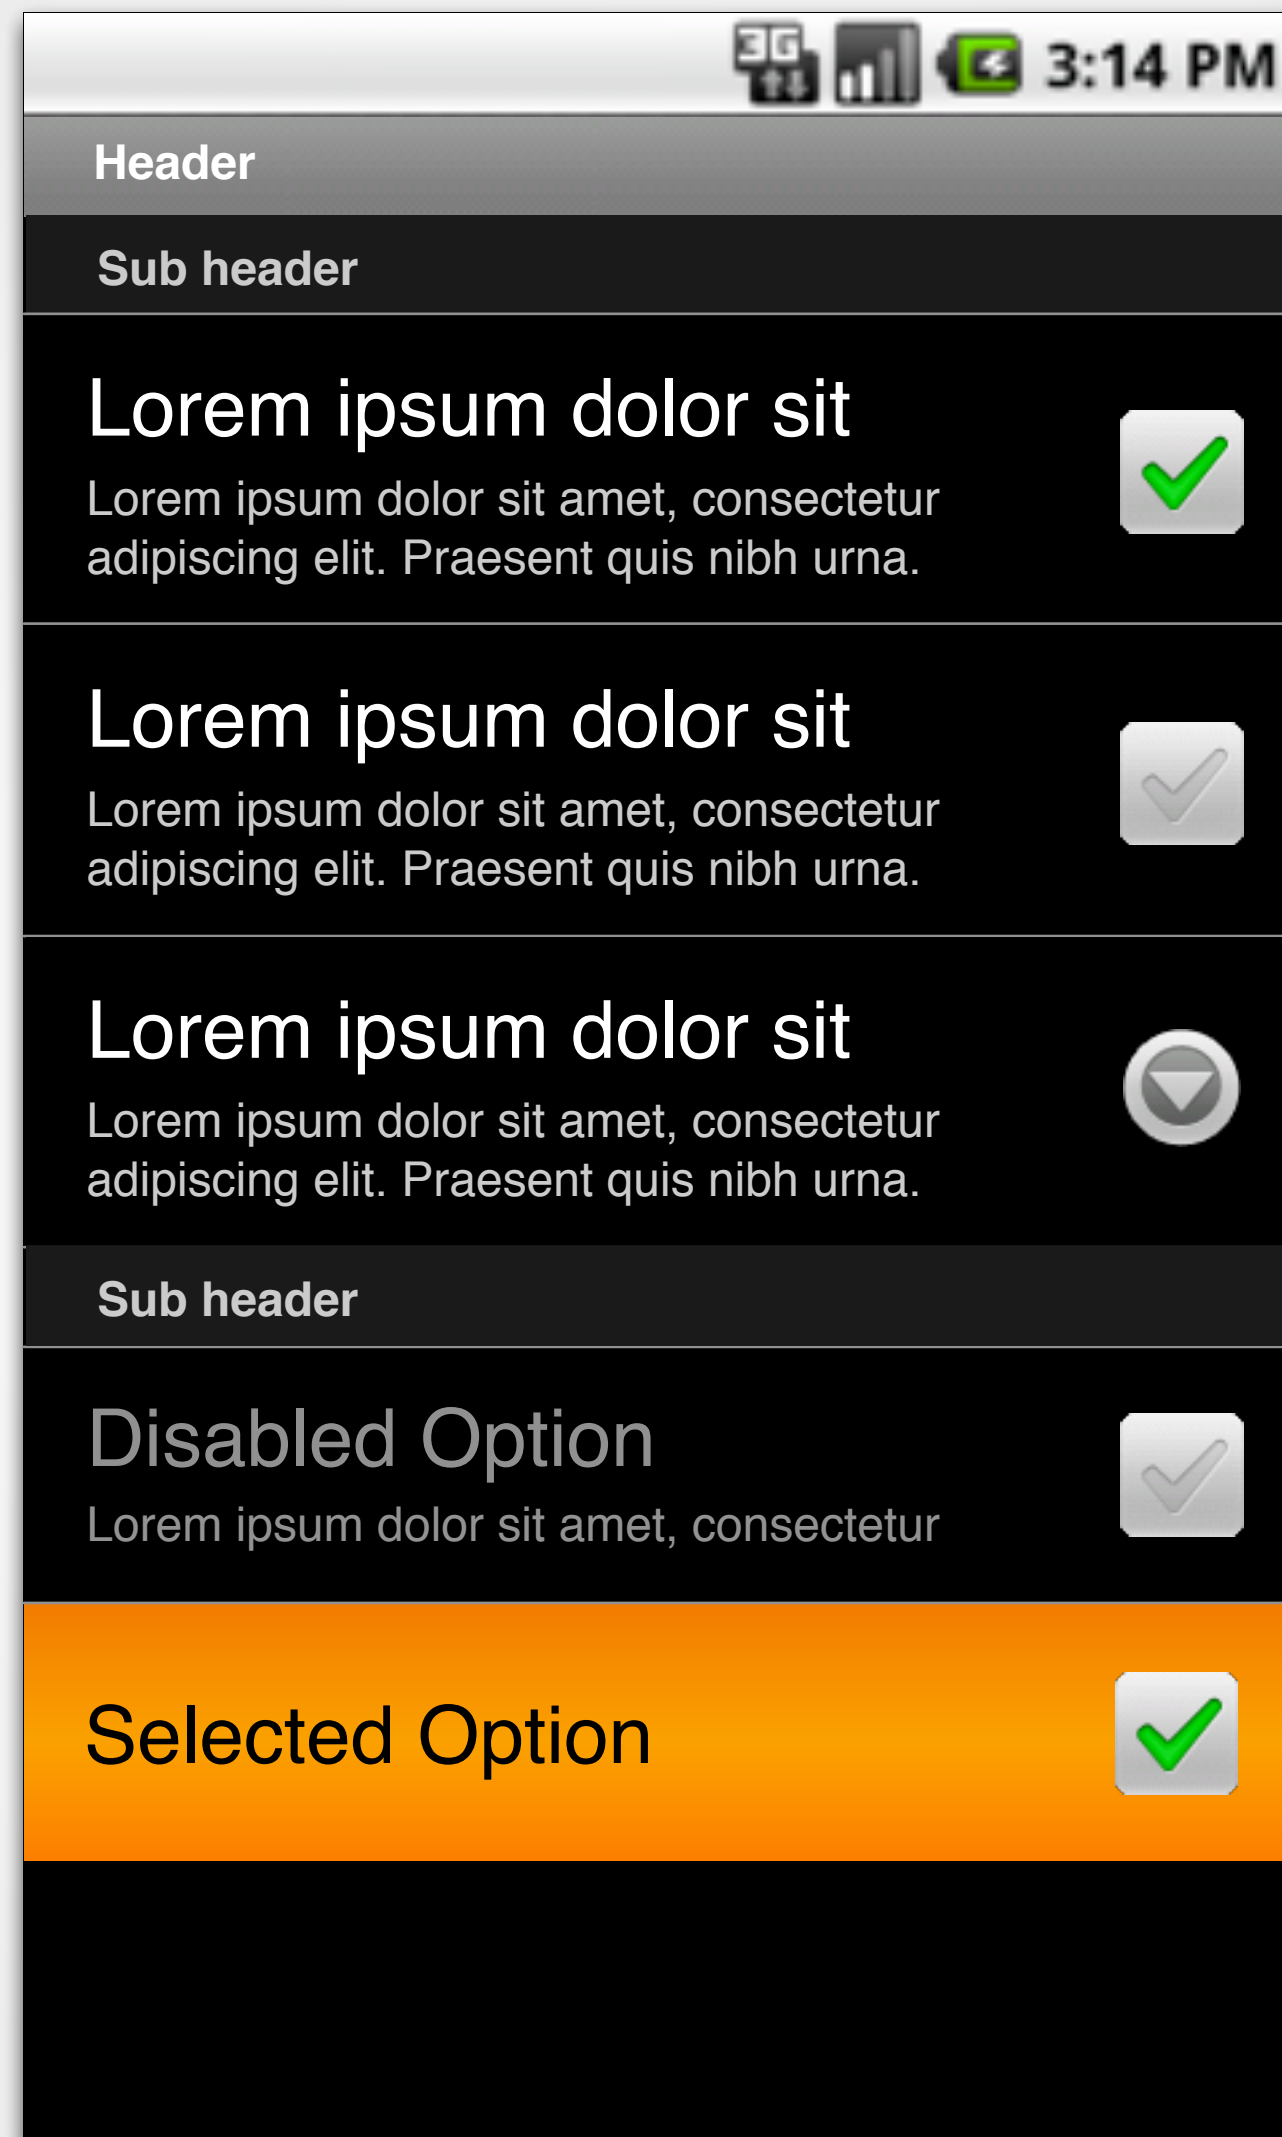 3G 3:14 PM
Header
Sub header
Lorem ipsum dolor sit
Lorem ipsum dolor sit amet, consectetur
adipiscing elit. Praesent quis nibh urna.
Lorem ipsum dolor sit
Lorem ipsum dolor sit amet, consectetur
adipiscing elit. Praesent quis nibh urna.
Lorem ipsum dolor sit
Lorem ipsum dolor sit amet, consectetur
adipiscing elit. Praesent quis nibh urna.
Sub header
Disabled Option
Lorem ipsum dolor sit amet, consectetur
Selected Option